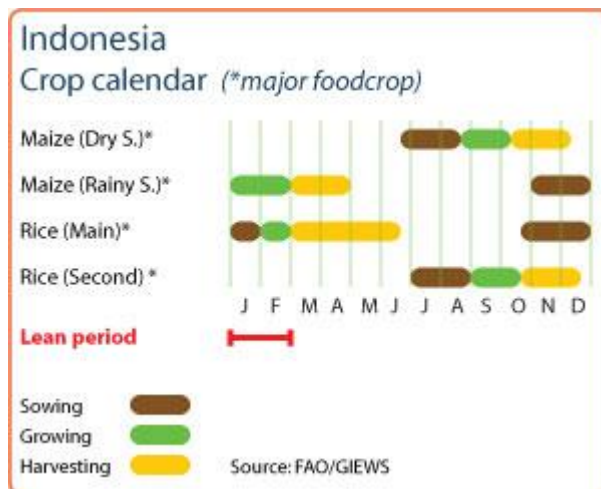 Indonesia
Crop calendar (*major foodcrop)
Maize (Dry S.)*
Maize (Rainy S.)*
Rice (Main)*
Rice (Second) *
J F M A M J J A S O N D
Lean period
Sowing
Growing
Harvesting Source: FAO/GIEWS